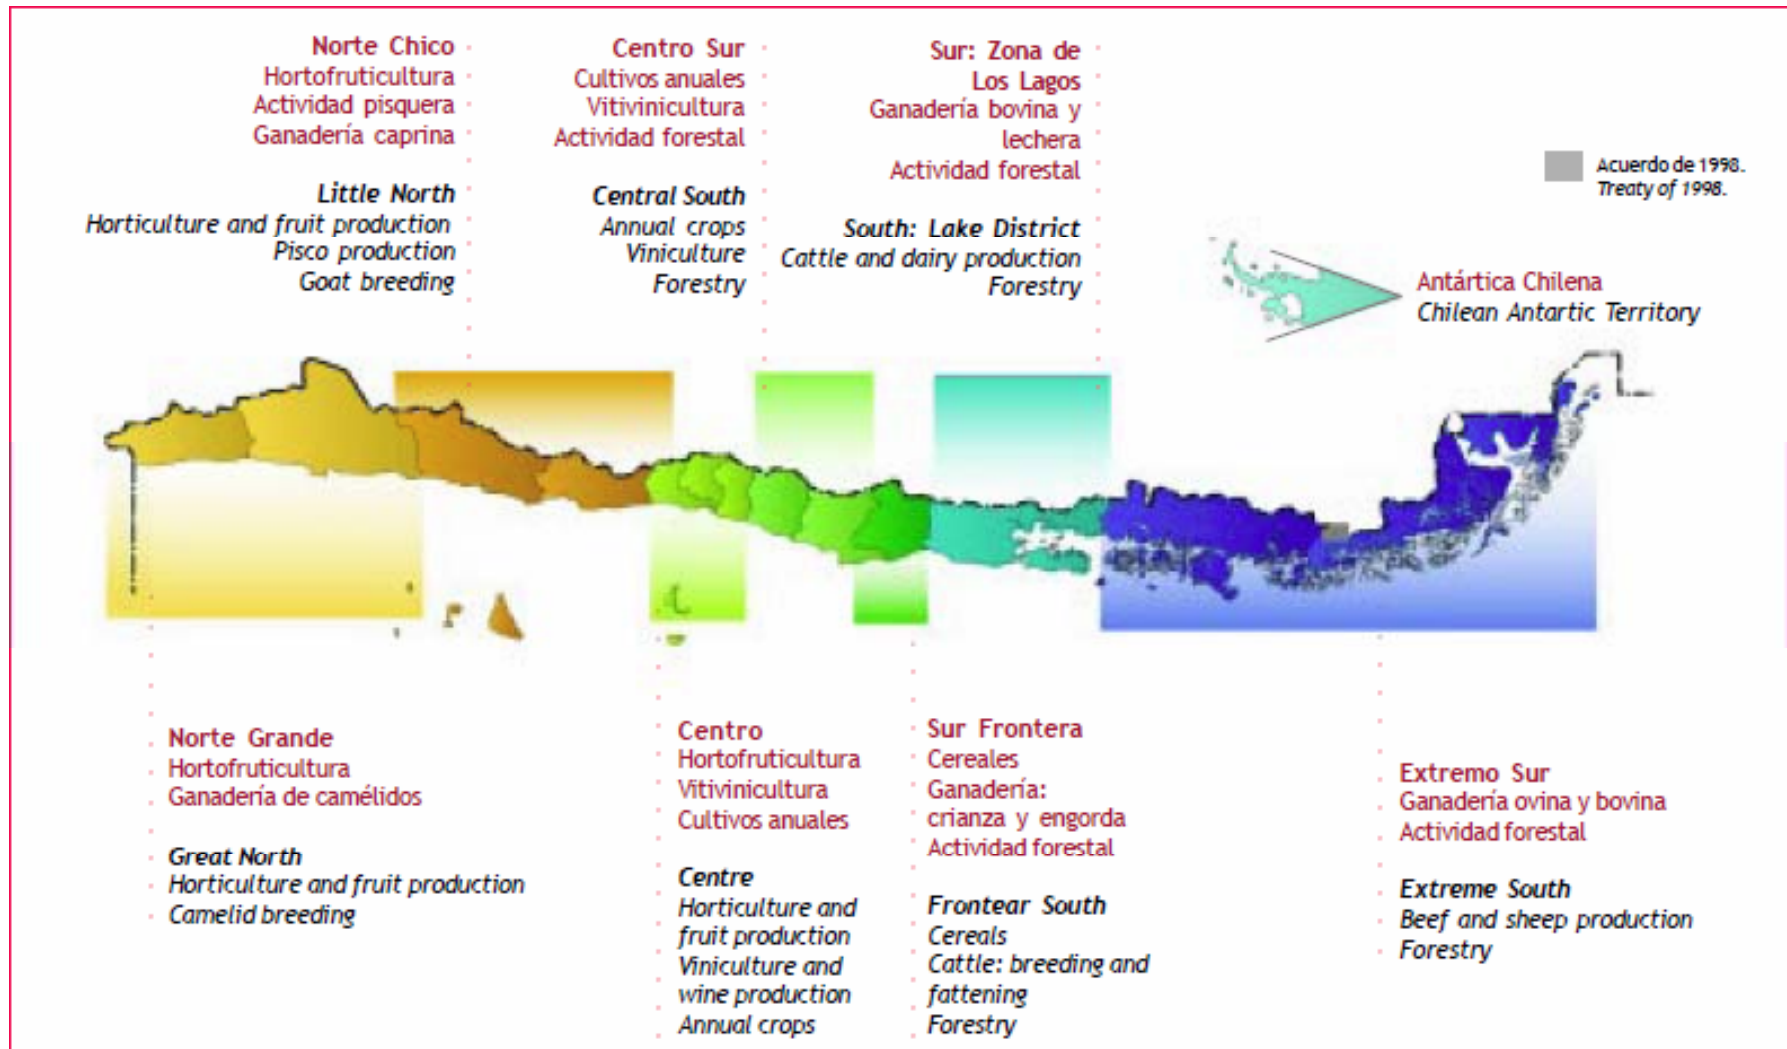 Norte Chico
Hortofruticultura
Actividad pisquera
Ganadería caprina
Little North
Horticulture and fruit production
Pisco production
Goat breeding
Centro Sur
Cultivos anuales
Vitivinicultura
Actividad forestal
Central South
Annual crops
Viniculture
Forestry
Sur: Zona de
Los Lagos
Ganadería bovina y
lechera
Actividad forestal
South: Lake District
Cattle and dairy production
Forestry
Acuerdo de 1998.
Treaty of 1998.
Antártica Chilena
Chilean Antartic Territory
Norte Grande
Hortofruticultura
Ganadería de camélidos
Great North
Horticulture and fruit production
Camelid breeding
Centro
Hortofruticultura
Vitivinicultura
Cultivos anuales
Centre
Horticulture and
fruit production
Viniculture and
wine production
Annual crops
Sur Frontera
Cereales
Ganadería:
crianza y engorda
Actividad forestal
Frontear South
Cereals
Cattle: breeding and
fattening
Forestry
Extremo Sur
Ganadería ovina y bovina
Actividad forestal
Extreme South
Beef and sheep production
Forestry